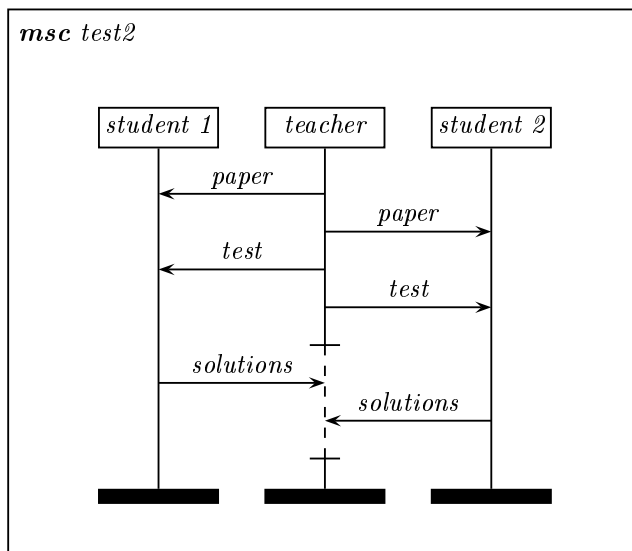 msc test2
student 1 teacher student 2
paper
paper
test
test
solutions
solutions